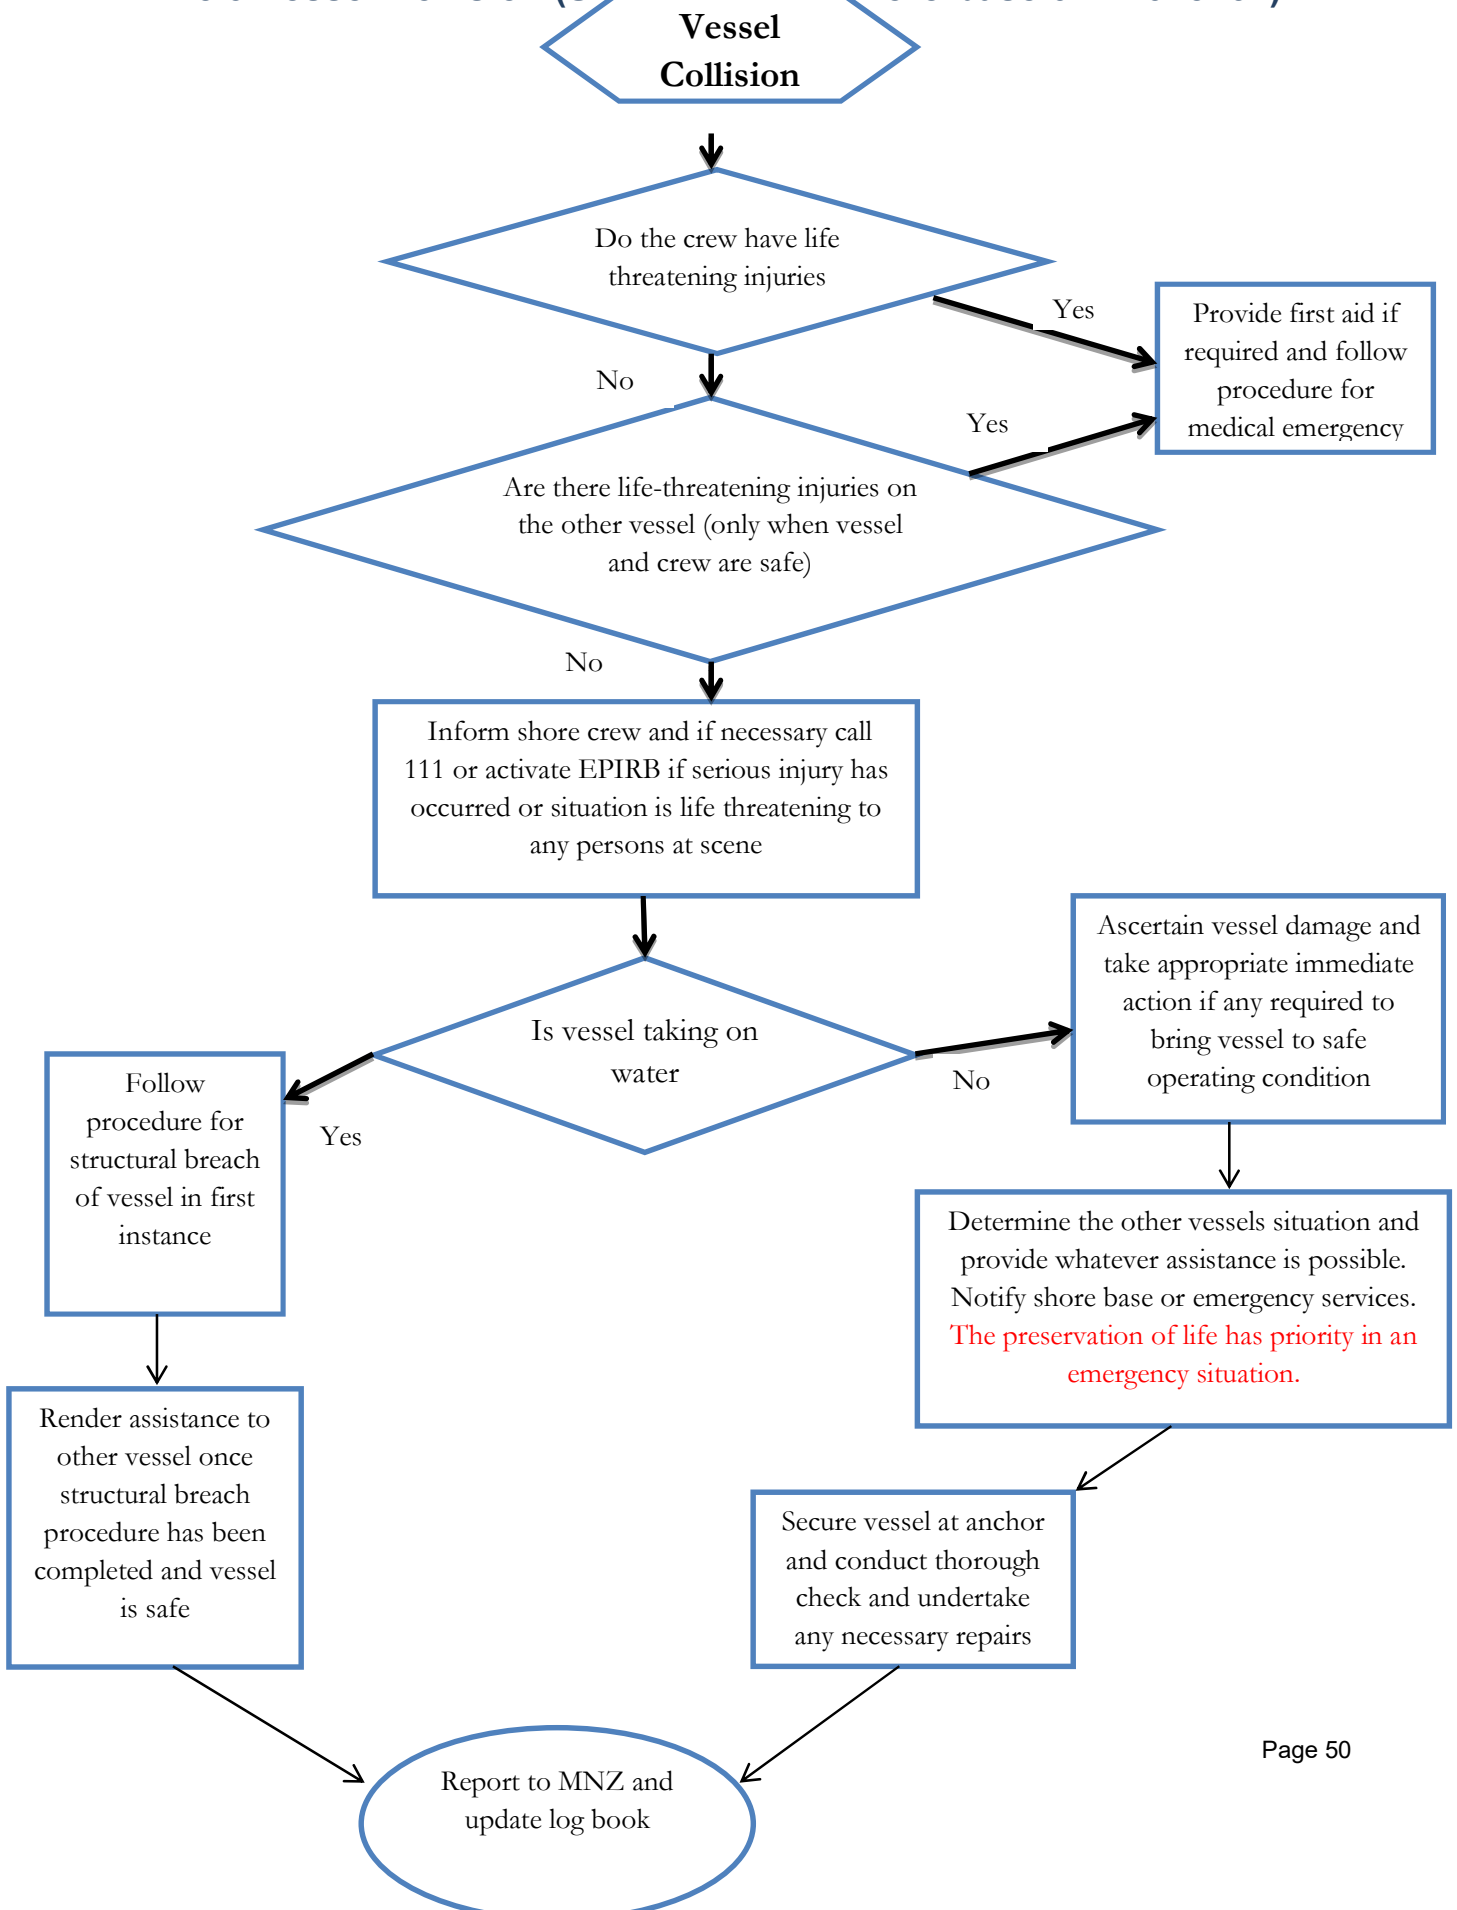 Vessel
Collision
Do the crew have life
threatening injuries
Yes
Provide first aid if
required and follow
procedure for
medical emergency
No
Yes
Are there life-threatening injuries on
the other vessel (only when vessel
and crew are safe)
No
Inform shore crew and if necessary call
111 or activate EPIRB if serious injury has
occurred or situation is life threatening to
any persons at scene
Is vessel taking on
water
No
Ascertain vessel damage and
take appropriate immediate
action if any required to
bring vessel to safe
operating condition
Yes
Follow
procedure for
structural breach
of vessel in first
instance
Determine the other vessels situation and
provide whatever assistance is possible.
Notify shore base or emergency services.
The preservation of life has priority in an
emergency situation.
Render assistance to
other vessel once
structural breach
procedure has been
completed and vessel
is safe
Secure vessel at anchor
and conduct thorough
check and undertake
any necessary repairs
Report to MNZ and
update log book
Page 50